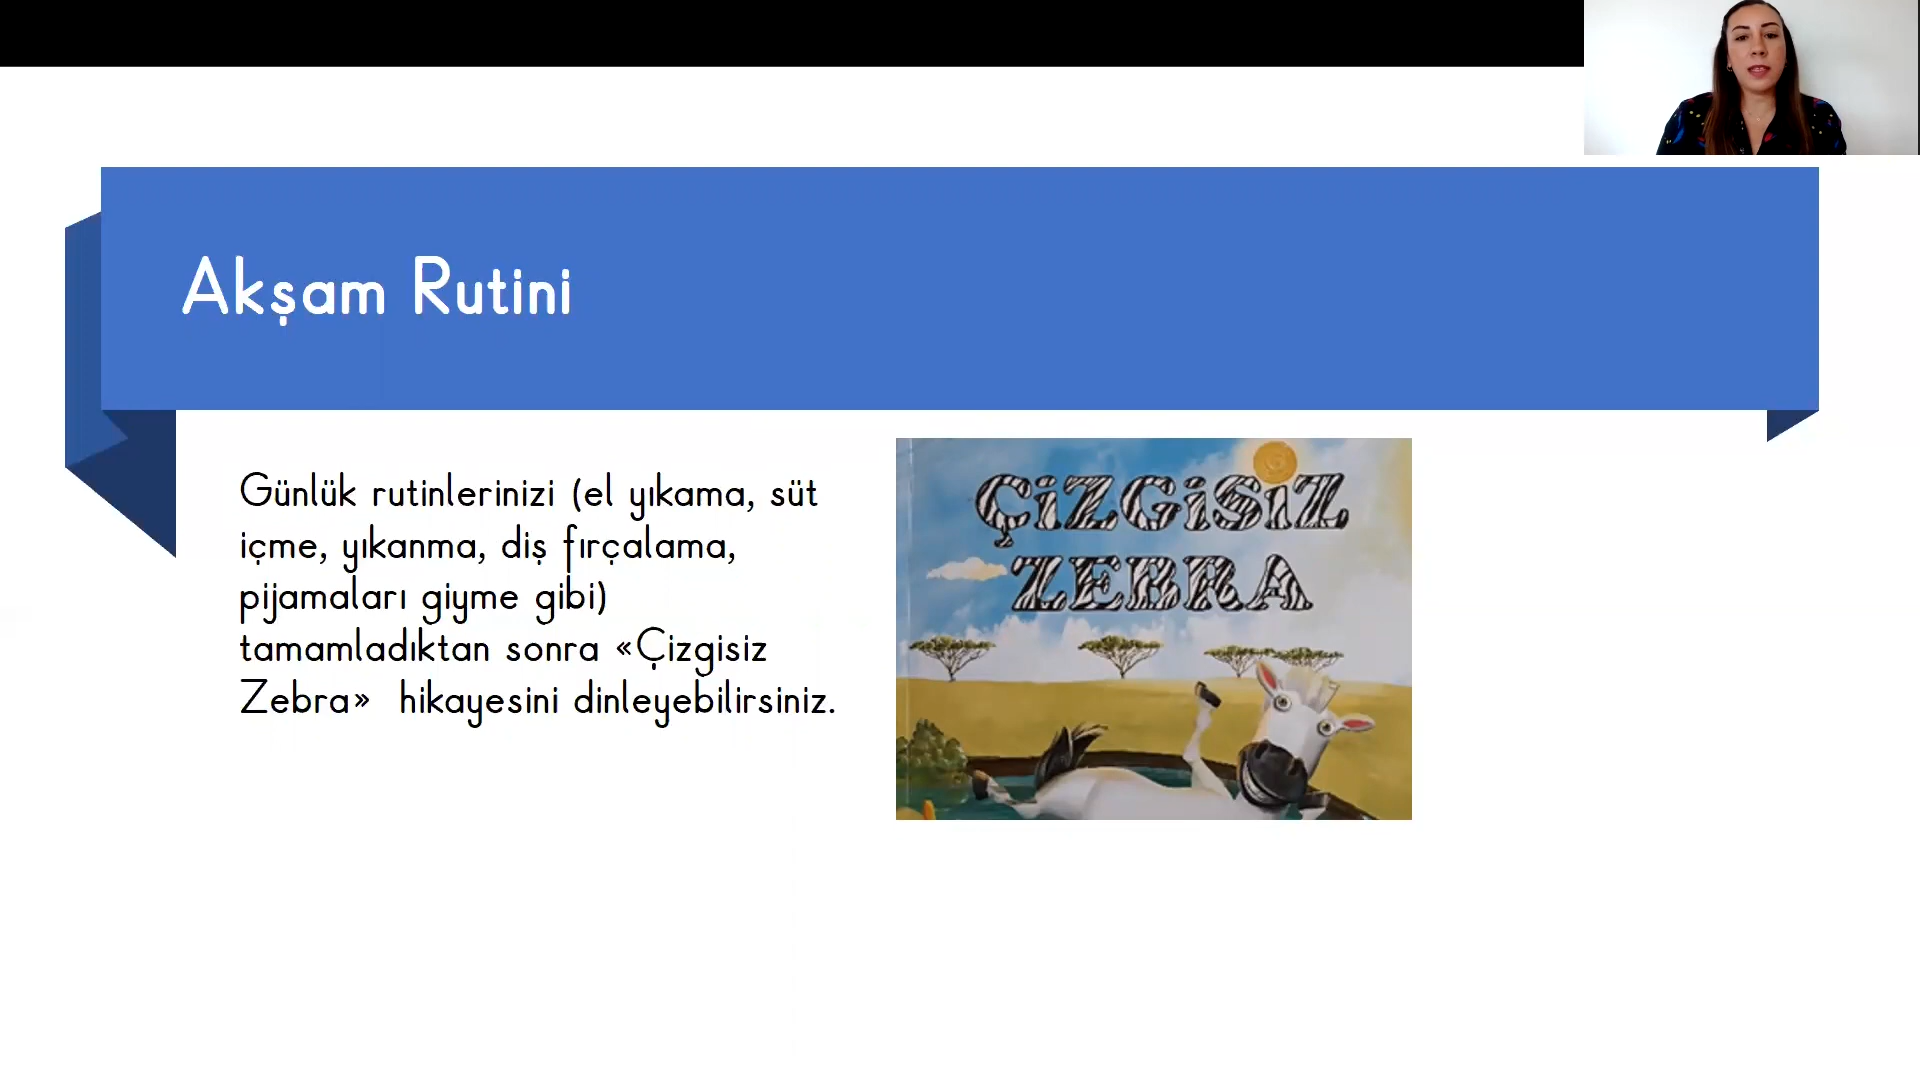 Akşam Rutini
Günlük rutinlerinizi (el yıkama, süt
içme, yıkanma, diş fırçalama,
pijamaları giyme gibi)
tamamladıktan sonra «Çizgisiz
Zebra» hikayesini dinleyebilirsiniz.
ÇİZGİSİZ
ZEBRA